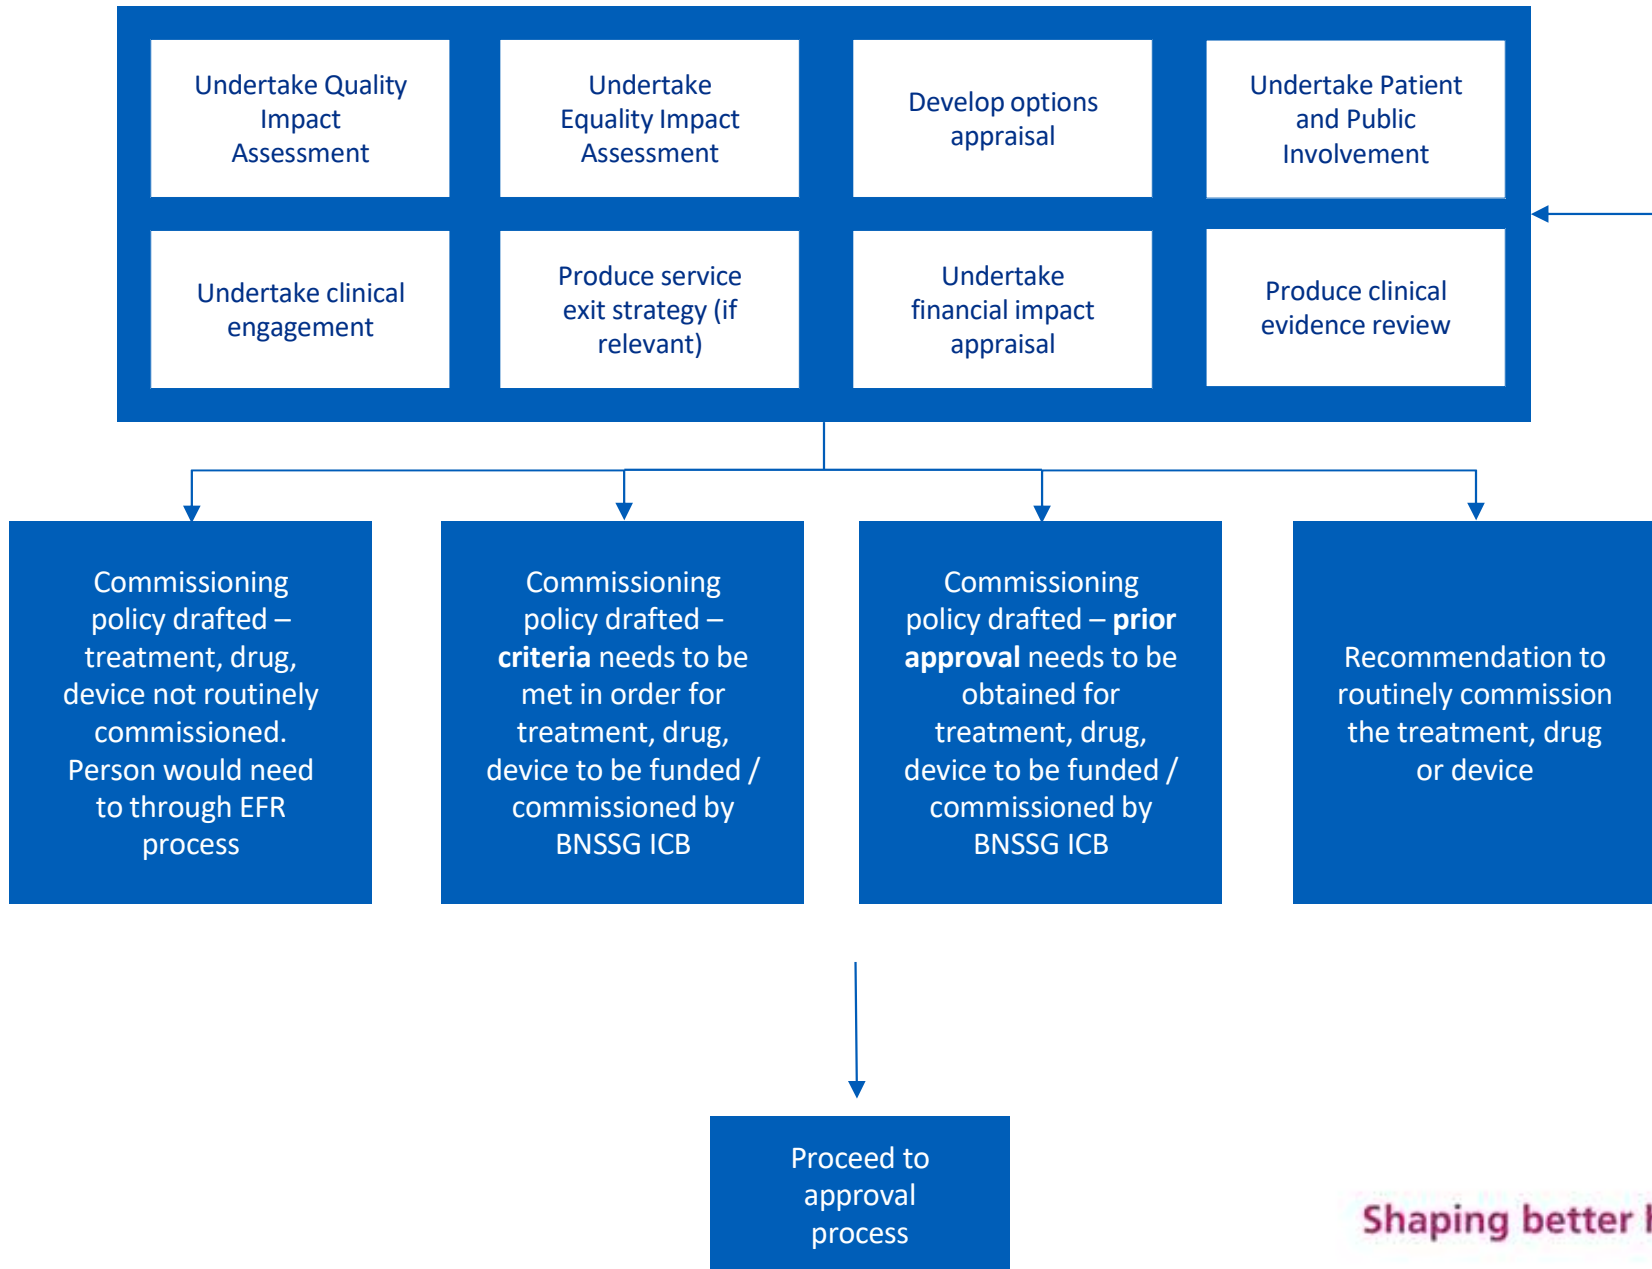 Undertake Quality
Impact
Assessment
Undertake
Equality Impact
Assessment
Develop options
appraisal
Undertake Patient
and Public
Involvement
Undertake clinical
engagement
Produce service
exit strategy (if
relevant)
Undertake
financial impact
appraisal
Produce clinical
evidence review
Commissioning
policy drafted –
treatment, drug,
device not routinely
commissioned.
Person would need
to through EFR
process
Commissioning
policy drafted –
criteria needs to be
met in order for
treatment, drug,
device to be funded /
commissioned by
BNSSG ICB
Commissioning
policy drafted – prior
approval needs to be
obtained for
treatment, drug,
device to be funded /
commissioned by
BNSSG ICB
Recommendation to
routinely commission
the treatment, drug
or device
Proceed to
approval
process
Shaping better